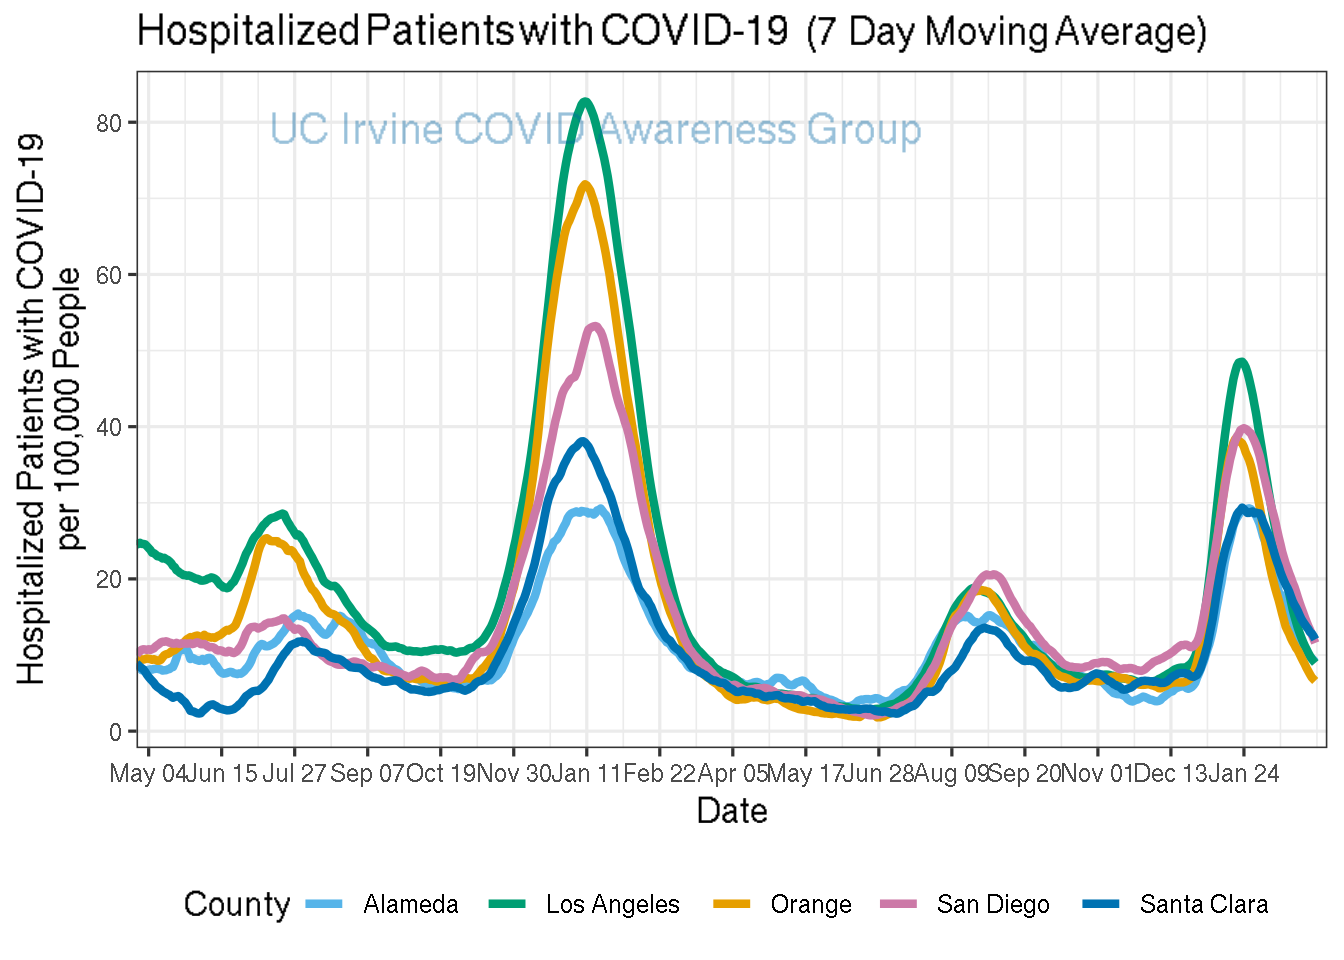 Hospitalized Patients with COVID-19 (7 Day Moving Average)
UC Irvine COVID Awareness Group
Hospitalized Patients with COVID-19
per 100,000 People
80
60
40
20
0
May 04 Jun 15 Jul 27 Sep 07 Oct 19 Nov 30 Jan 11 Feb 22 Apr 05 May 17 Jun 28 Aug 09 Sep 20 Nov 01 Dec 13 Jan 24
Date
County Alameda Los Angeles Orange San Diego Santa Clara